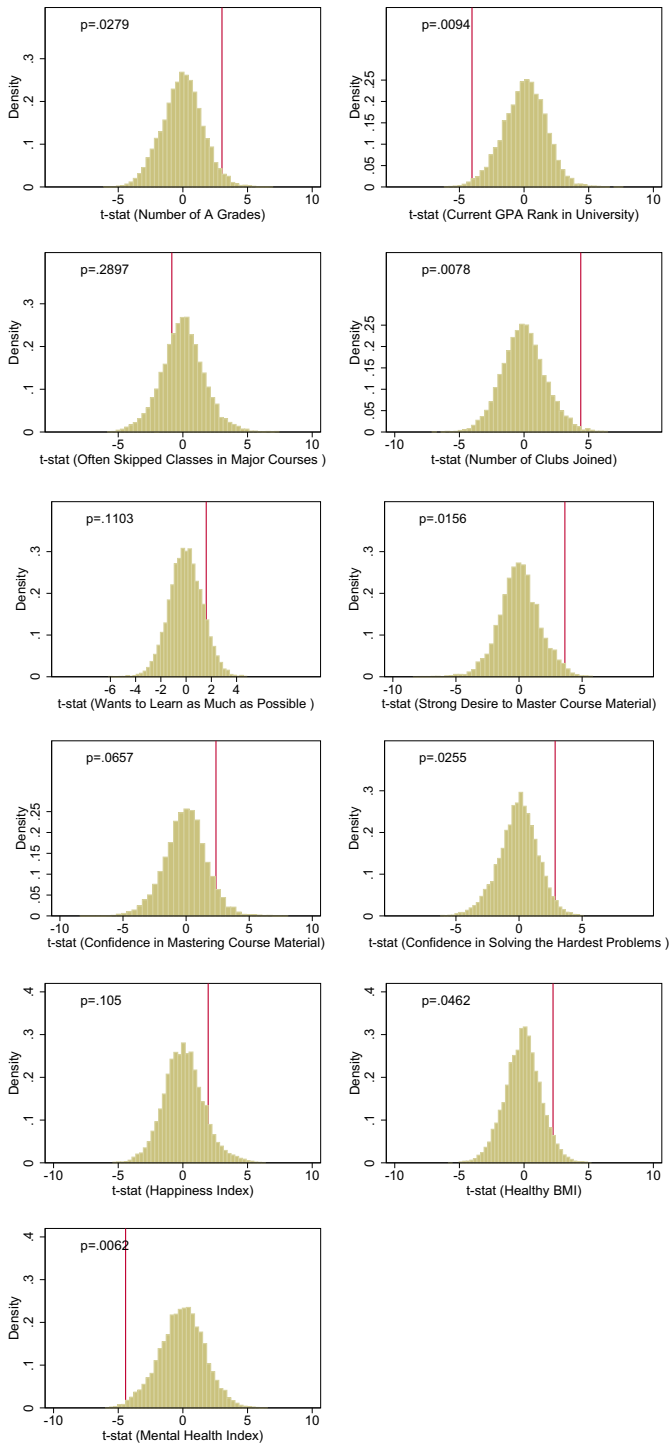 p=.0279
Density
0 .1 .2 .3
-5 0 5 10
t-stat (Number of A Grades)
p=.0094
Density
0 .05 .1 .15 .2 .25
-5 0 5 10
t-stat (Current GPA Rank in University)
p=.2897
Density
0 .1 .2 .3
-5 0 5 10
t-stat (Often Skipped Classes in Major Courses )
p=.0078
Density
0 .05 .1 .15 .2 .25
-10 -5 0 5
t-stat (Number of Clubs Joined)
p=.1103
Density
0 .1 .2 .3
-6 -4 -2 0 2 4
t-stat (Wants to Learn as Much as Possible )
p=.0156
Density
0 .1 .2 .3
-10 -5 0 5
t-stat (Strong Desire to Master Course Material)
p=.0657
Density
0 .05 .1 .15 .2 .25
-10 -5 0 5 10
t-stat (Confidence in Mastering Course Material)
p=.0255
Density
0 .1 .2 .3
-10 -5 0 5
t-stat (Confidence in Solving the Hardest Problems )
p=.105
Density
0 .1 .2 .3 .4
-10 -5 0 5 10
t-stat (Happiness Index)
p=.0462
Density
0 .1 .2 .3 .4
-10 -5 0 5 10
t-stat (Healthy BMI)
p=.0062
Density
0 .1 .2 .3 .4
-10 -5 0 5 10
t-stat (Mental Health Index)